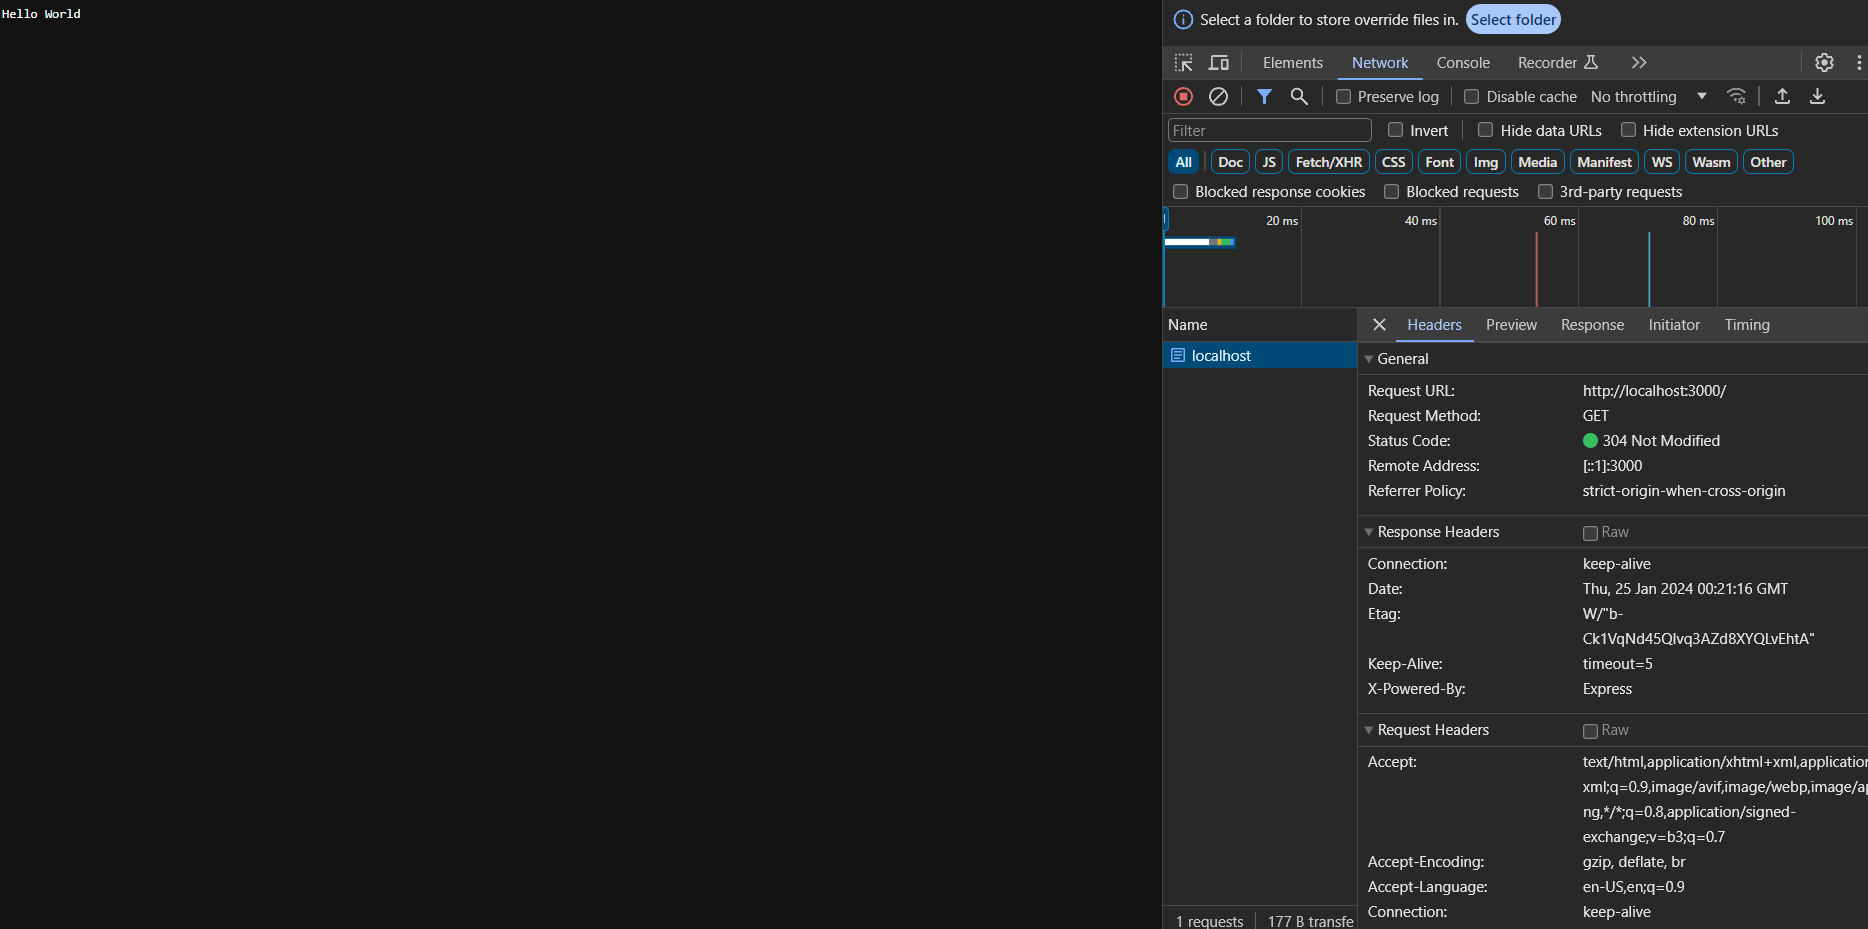 Hello World
Select a folder to store override files in. Select folder
Elements Network Console Recorder
Preserve log Disable cache No throttling
Filter Invert Hide data URLs Hide extension URLs
All Doc JS Fetch/XHR CSS Font Img Media Manifest WS Wasm Other
Blocked response cookies Blocked requests 3rd-party requests
20 ms 40 ms 60 ms 80 ms 100 ms
Name Headers Preview Response Initiator Timing
localhost
General
Request URL: http://localhost:3000/
Request Method: GET
Status Code: 304 Not Modified
Remote Address: [::1]:3000
Referrer Policy: strict-origin-when-cross-origin
Response Headers Raw
Connection: keep-alive
Date: Thu, 25 Jan 2024 00:21:16 GMT
Etag: W/"b-
Ck1VqNd45QIvq3AZd8XYQLvEhtA"
Keep-Alive: timeout=5
X-Powered-By: Express
Request Headers Raw
Accept: text/html,application/xhtml+xml,application
xml;q=0.9,image/avif,image/webp,image/ap
ng,*/*;q=0.8,application/signed-
exchange;v=b3;q=0.7
Accept-Encoding: gzip, deflate, br
Accept-Language: en-US,en;q=0.9
Connection: keep-alive
1 requests 177 B transfe